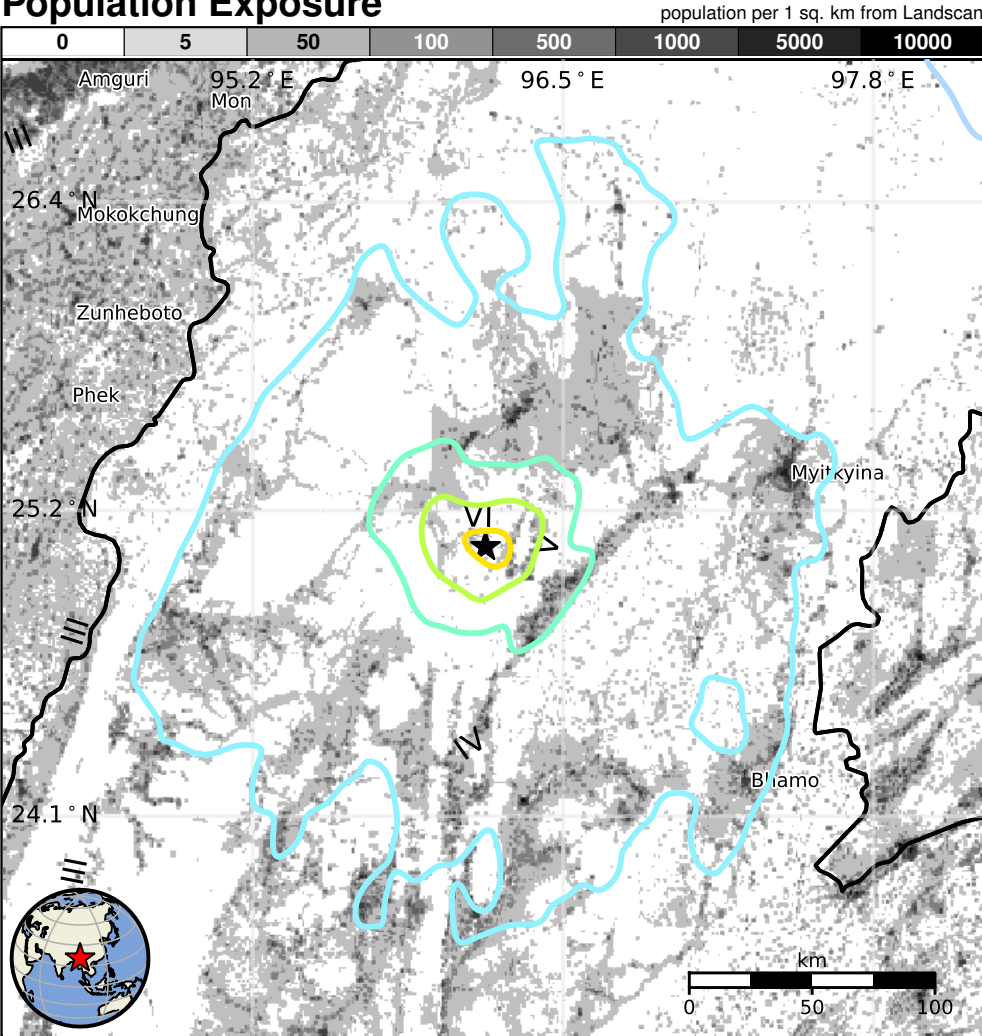 Population Exposure
population per 1 sq. km from Landscan
0 5 50 100 500 1000 5000 10000
Amguri
95.2°E 96.5°E 97.8°E
Mon
III
26.4°N
Mokokchung
Zunheboto
Phek
Myitkyina
25.2°N
VI
V
III
IV
Bhamo
24.1°N
III
km
0 50 100